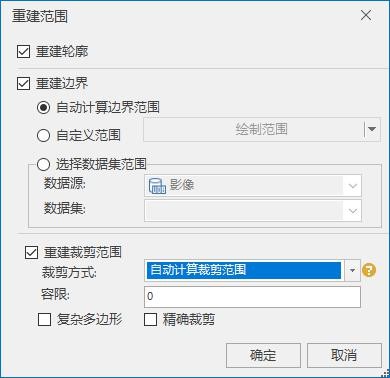 重建范围
重建轮廓
重建边界
自动计算边界范围
自定义范围 绘制范围
选择数据集范围
数据源: 影像
数据集:
重建裁剪范围
裁剪方式: 自动计算裁剪范围
容限: 0
复杂多边形 精确裁剪
确定 取消